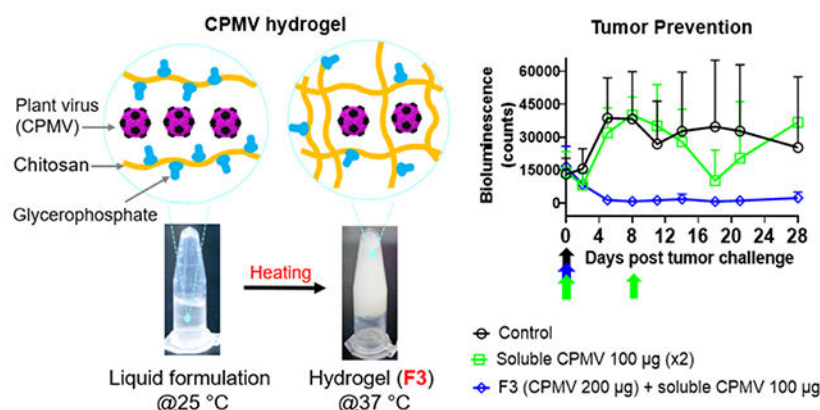 CPMV hydrogel
Plant virus
(CPMV)
Chitosan
Glycerophosphate
Heating
Liquid formulation
@25 °C
Hydrogel (F3)
@37 °C
Tumor Prevention
Bioluminescence
(counts)
60000
45000
30000
15000
0
0 4 8 12 16 20 24 28
Days post tumor challenge
Control
Soluble CPMV 100 µg (x2)
F3 (CPMV 200 µg) + soluble CPMV 100 µg